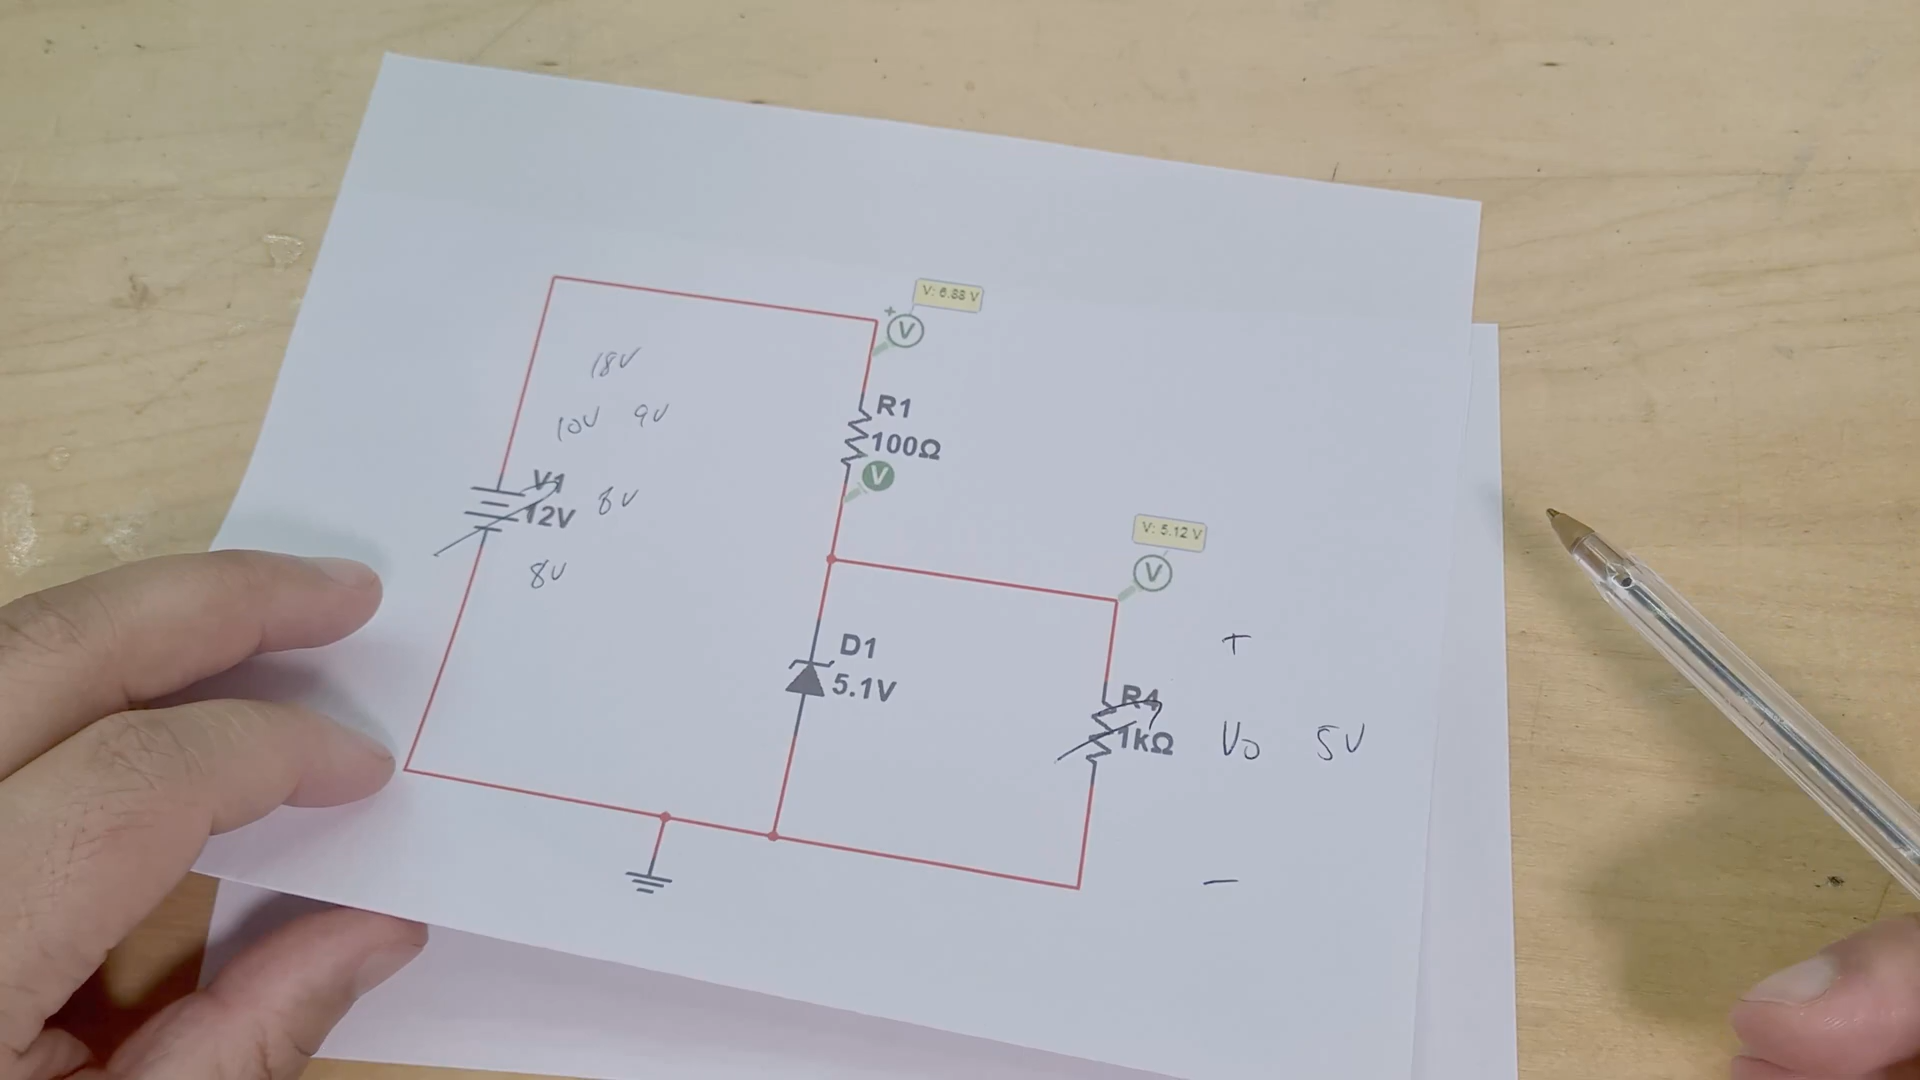 V: 6.88 V
+
V
18V
R1
10V 9V
100Ω
V
V1
12V
8V
V: 5.12 V
V
8V
D1
5.1V
+
R4
1kΩ
Vo 5V
−